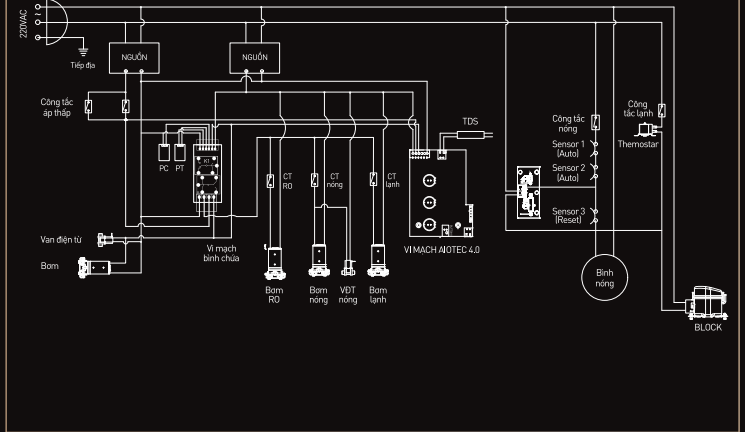 220VAC
~
Tiếp địa
NGUỒN
NGUỒN
Công tắc
áp thấp
PC
PT
K1
Van điện từ
Bơm
Vi mạch
bình chứa
CT
RO
CT
nóng
CT
lạnh
Bơm
RO
Bơm
nóng
VĐT
nóng
Bơm
lạnh
TDS
VI MẠCH AIOTEC 4.0
Công tắc
nóng
Sensor 1
(Auto)
Sensor 2
(Auto)
Sensor 3
(Reset)
Bình
nóng
Công
tắc lạnh
Thermostar
BLOCK